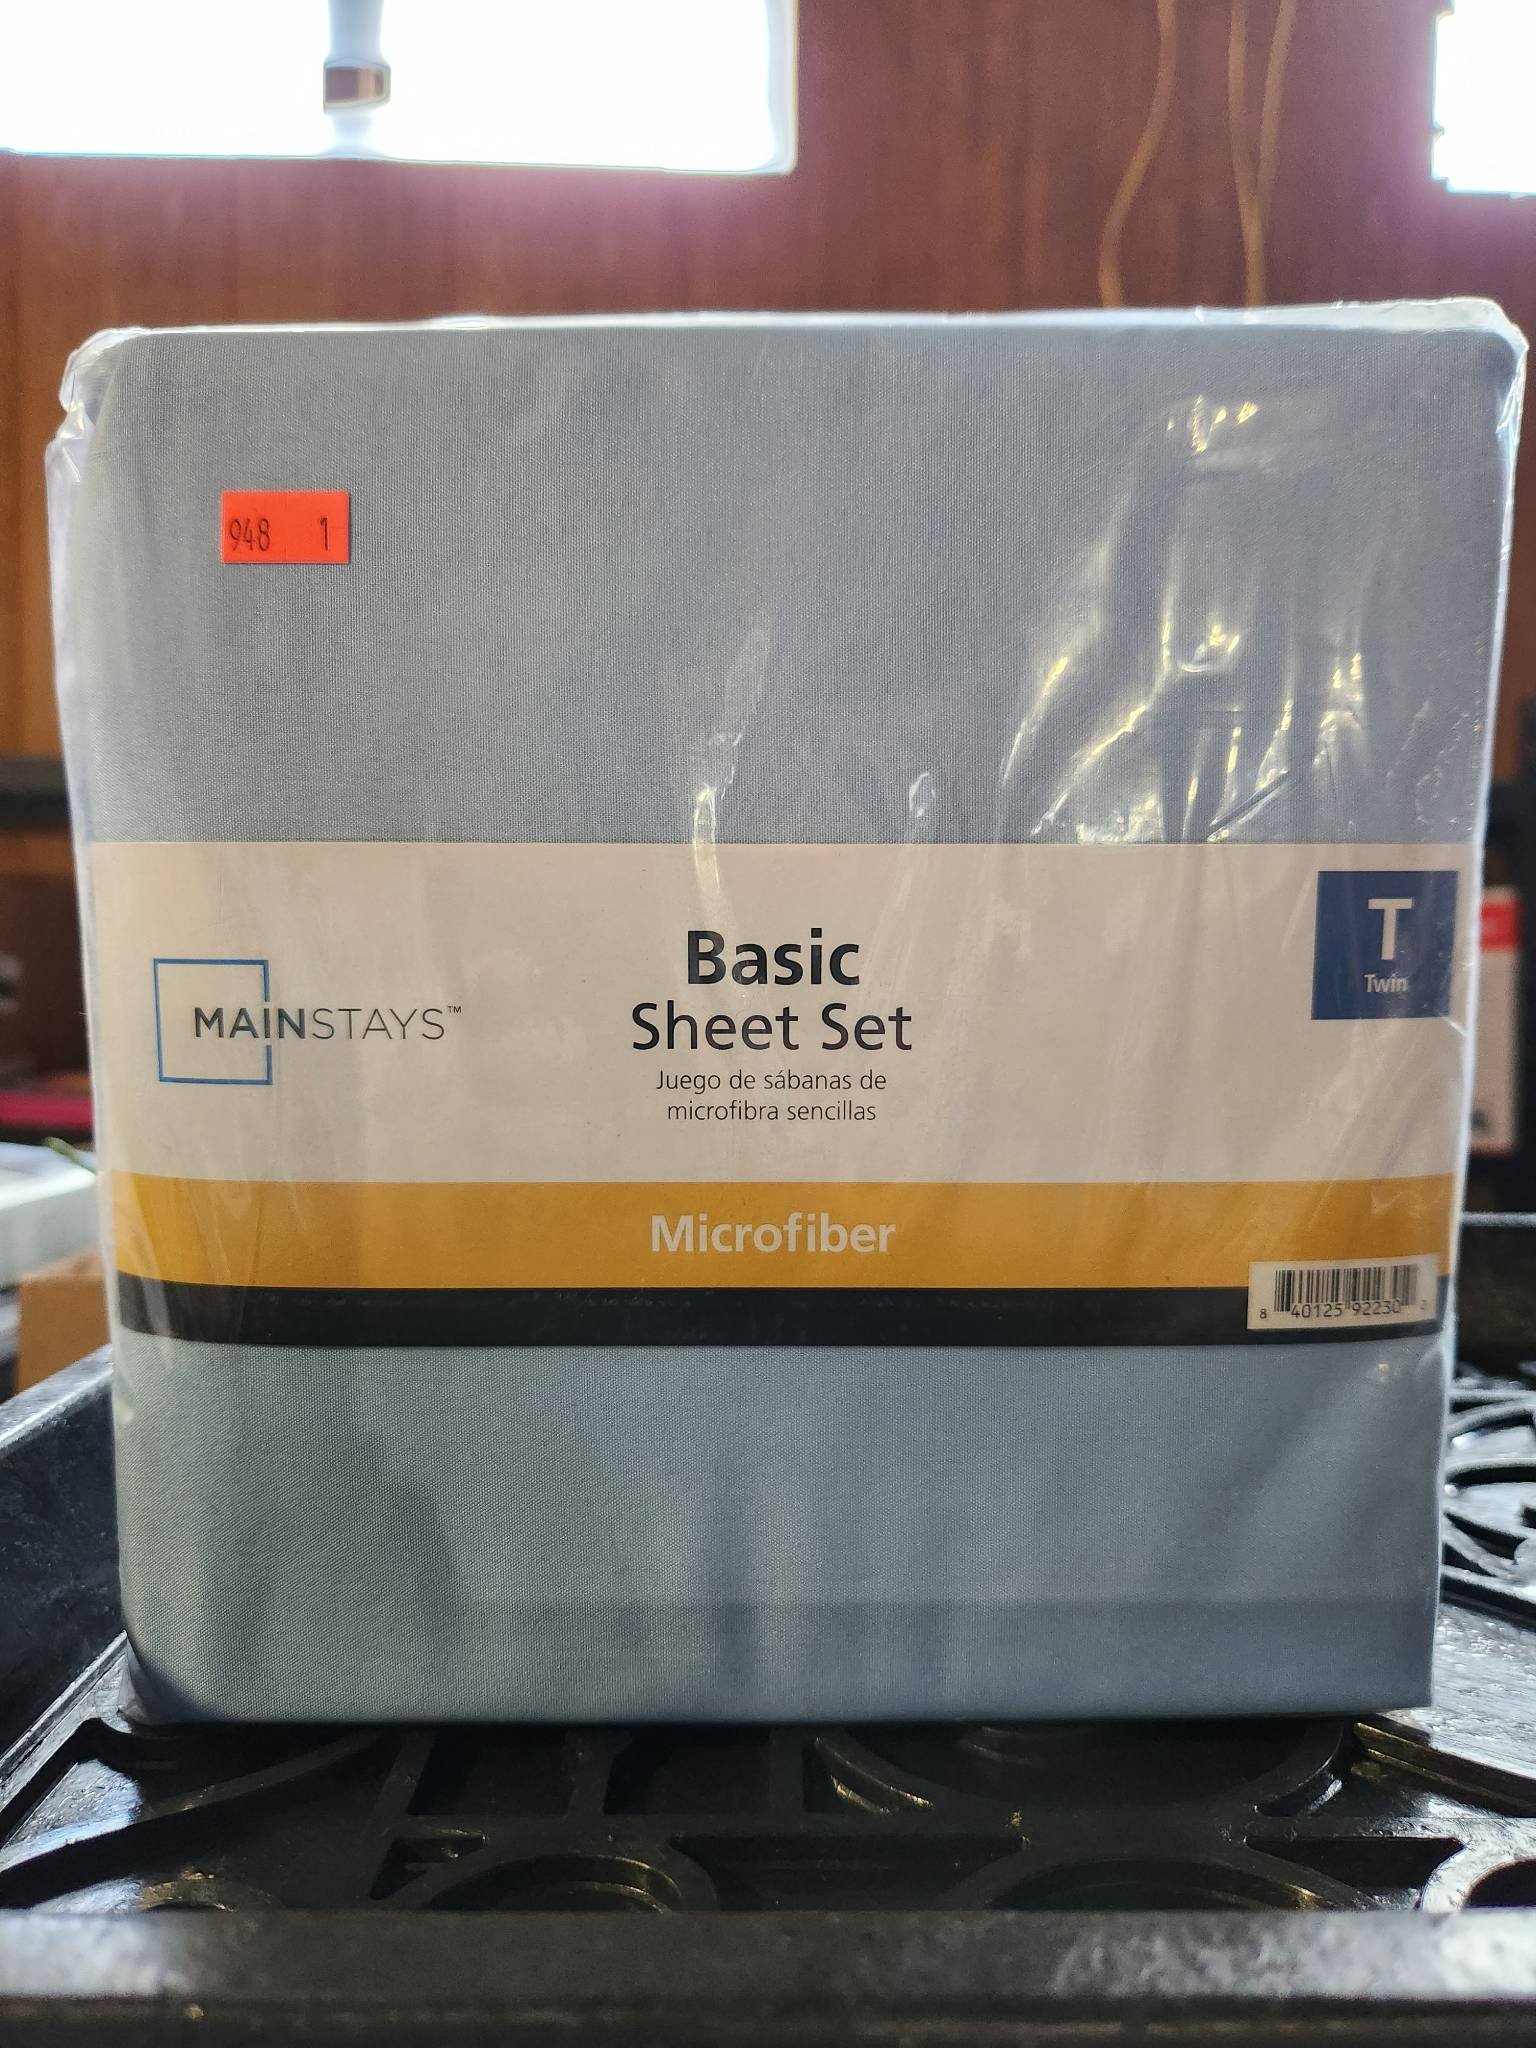 948 1
MAINSTAYS™
Basic
Sheet Set
Juego de sábanas de
microfibra sencillas
T
Twin
Microfiber
8 40125 92230 2